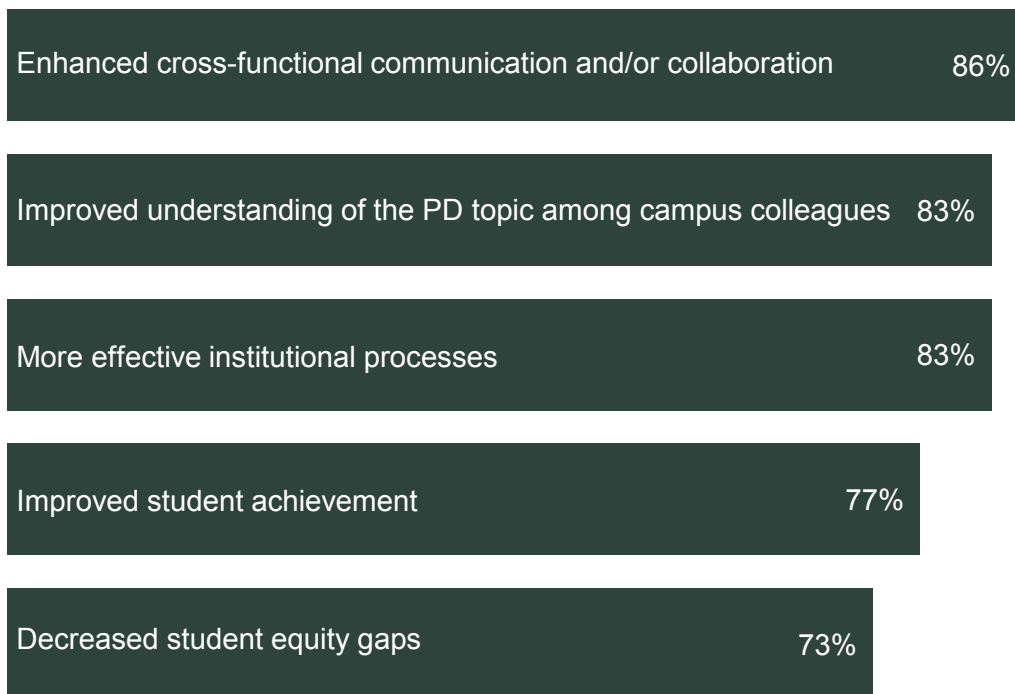 Enhanced cross-functional communication and/or collaboration 86%
Improved understanding of the PD topic among campus colleagues 83%
More effective institutional processes 83%
Improved student achievement 77%
Decreased student equity gaps 73%